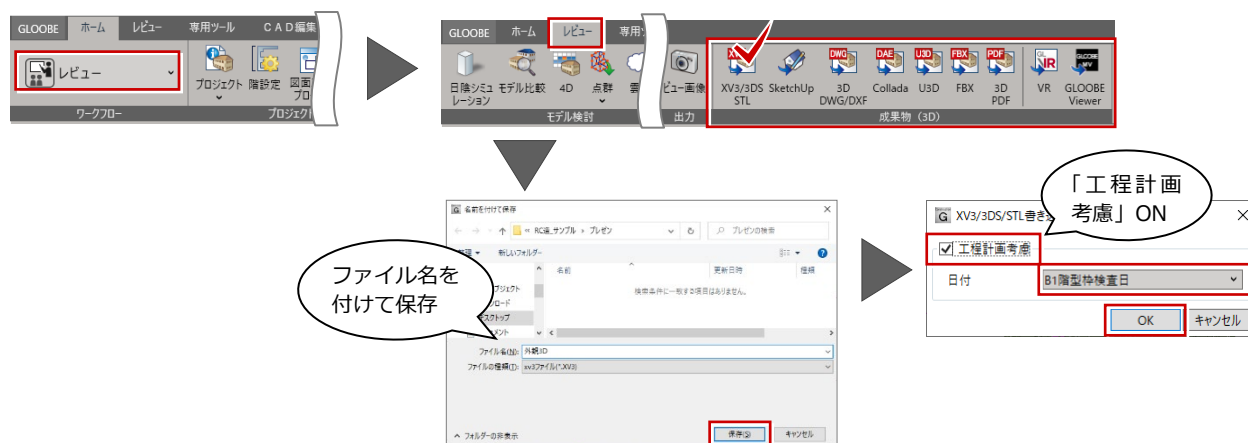 GLOOBE ホーム レビュー 専用ツール CAD編集
レビュー
プロジェクト 階設定 図面
プロ
ワークフロー プロジェクト
GLOOBE ホーム レビュー 専用
日陰シミュレーション モデル比較 4D 点群 雲 ビュー画像
モデル検討 出力
XV3/3DS STL SketchUp 3D DWG/DXF Collada U3D FBX 3D PDF VR GLOOBE Viewer
成果物（3D）
名前を付けて保存
RC造_サンプル › プレゼン
プレゼンの検索
新しいフォルダー
名前 更新日時 種類
検索条件に一致する項目はありません。
ファイル名を
付けて保存
ファイル名(N): 外観3D
ファイルの種類(T): xv3ファイル(*.XV3)
フォルダーの非表示
保存(S) キャンセル
「工程計画
考慮」ON
XV3/3DS/STL書き
工程計画考慮
日付 B1階型枠検査日
OK キャンセル